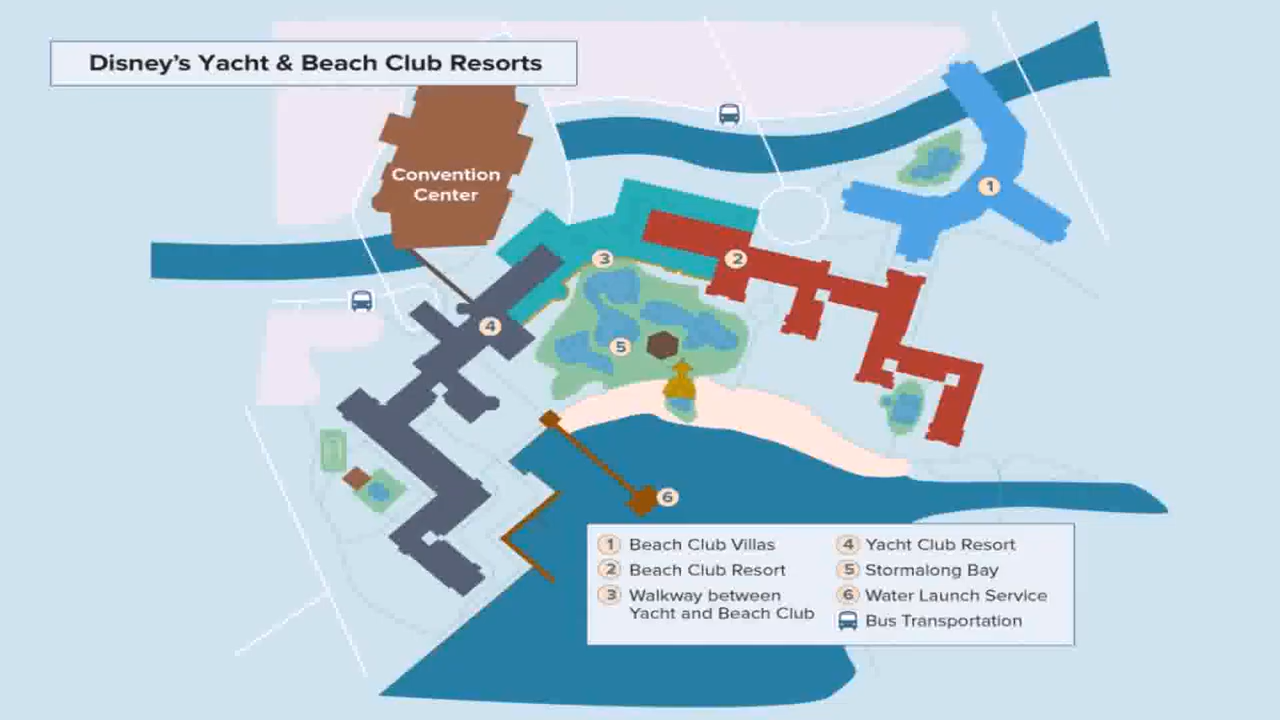 Disney's Yacht & Beach Club Resorts
Convention
Center
1
2
3
4
5
6
1 Beach Club Villas
2 Beach Club Resort
3 Walkway between
Yacht and Beach Club
4 Yacht Club Resort
5 Stormalong Bay
6 Water Launch Service
Bus Transportation